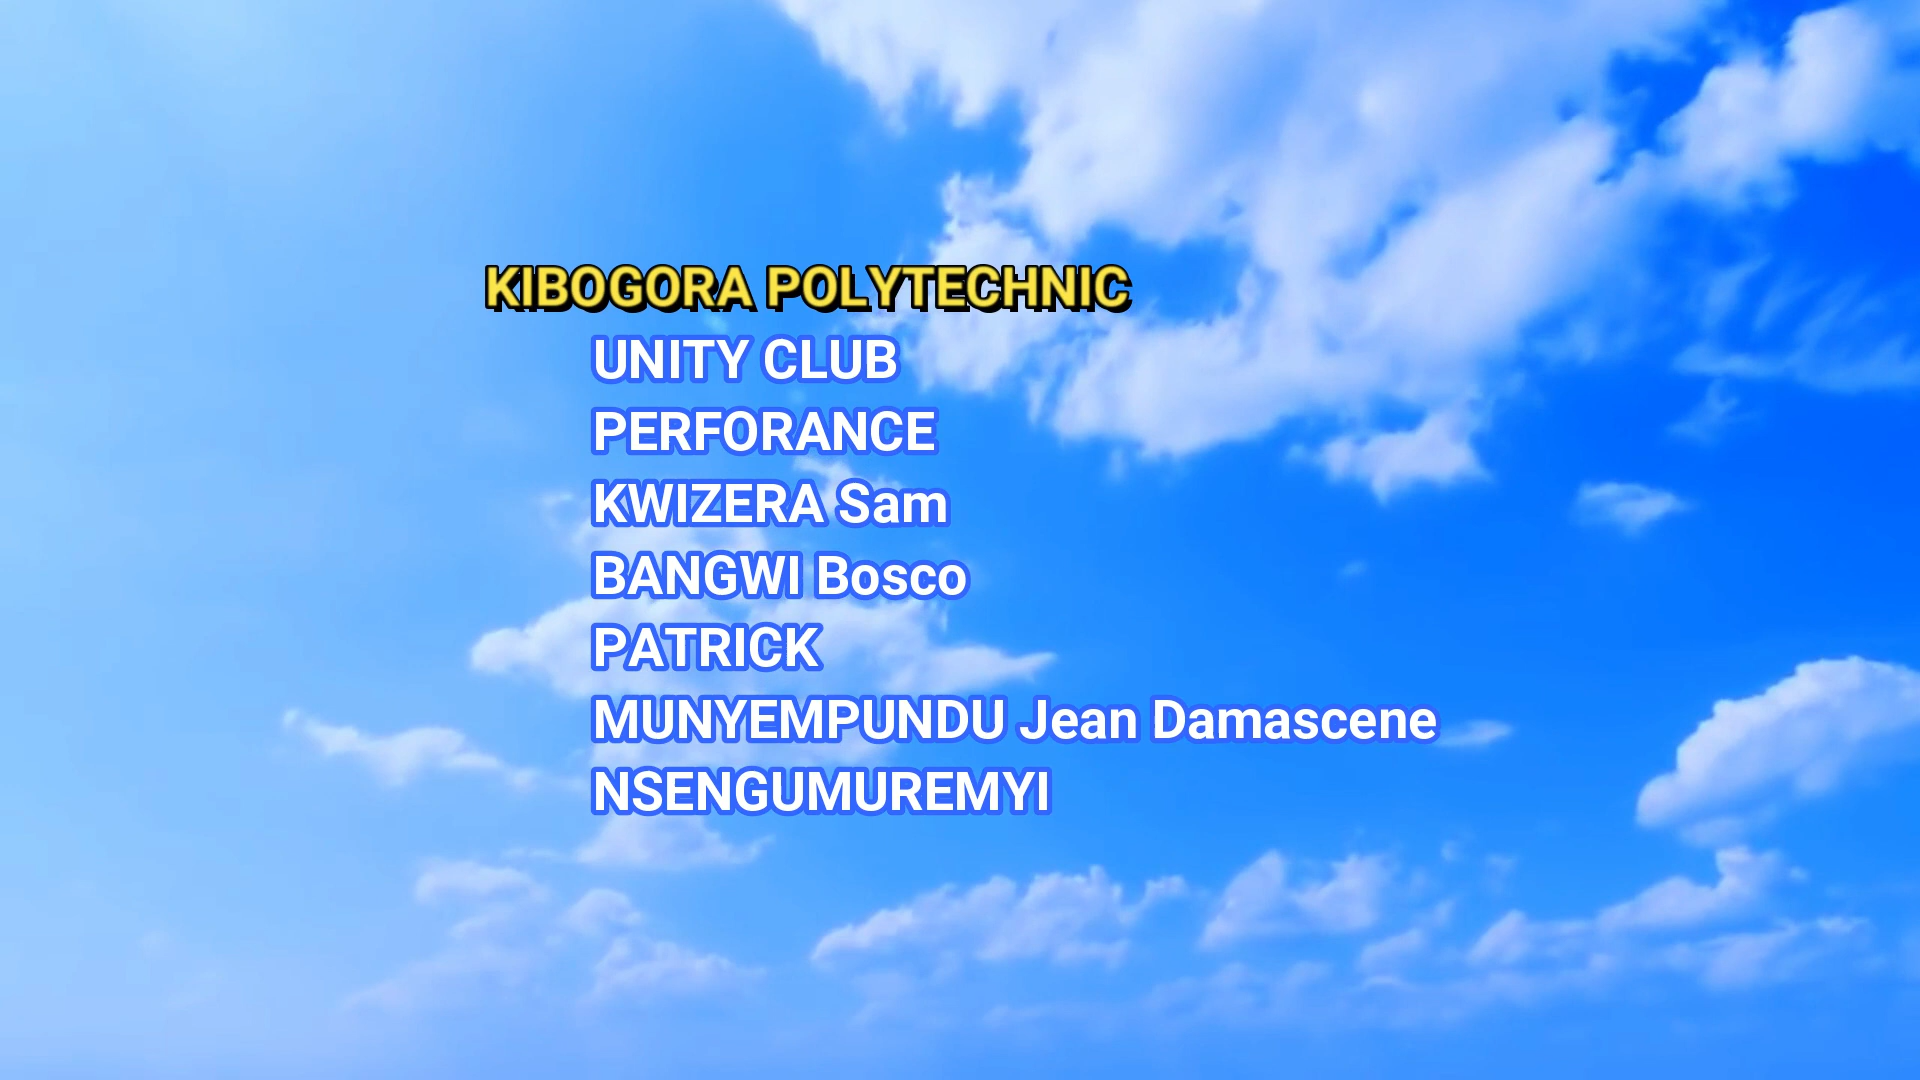 KIBOGORA POLYTECHNIC
UNITY CLUB
PERFORANCE
KWIZERA Sam
BANGWI Bosco
PATRICK
MUNYEMPUNDU Jean Damascene
NSENGUMUREMYI